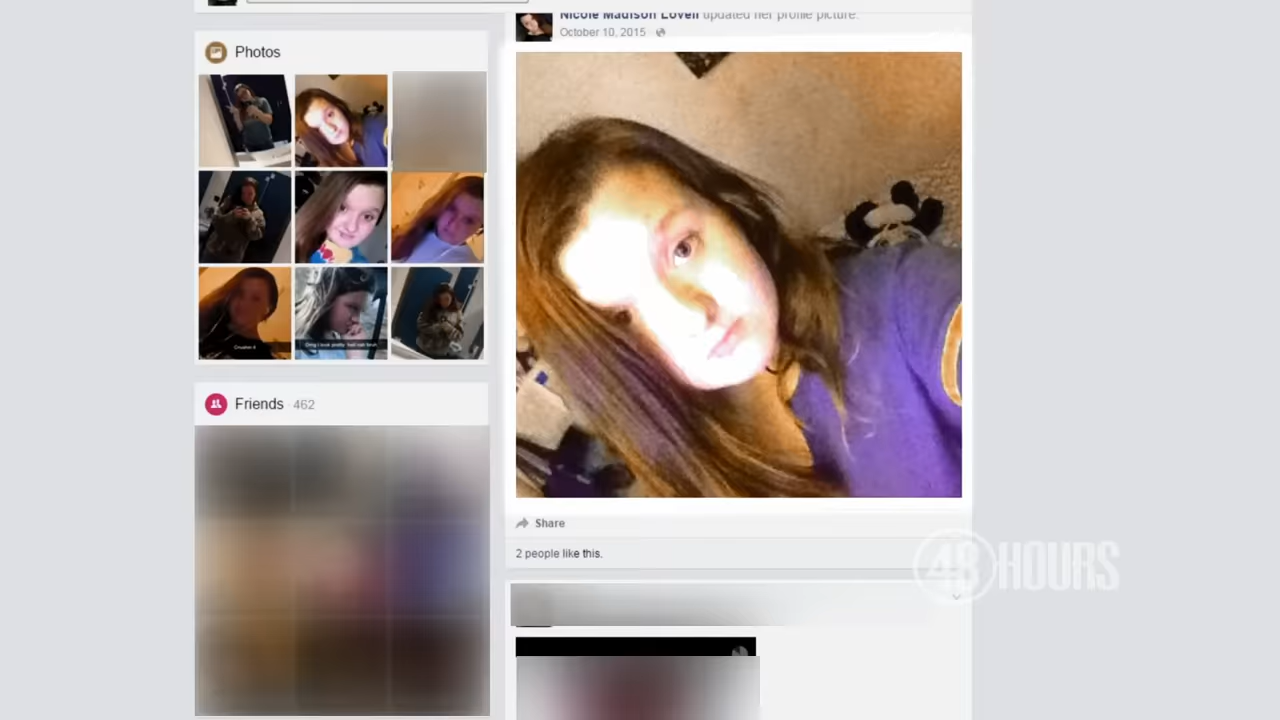 Nicole Madison Lovell updated her profile picture.
October 10, 2015
Photos
Friends · 462
Share
2 people like this.
48 HOURS